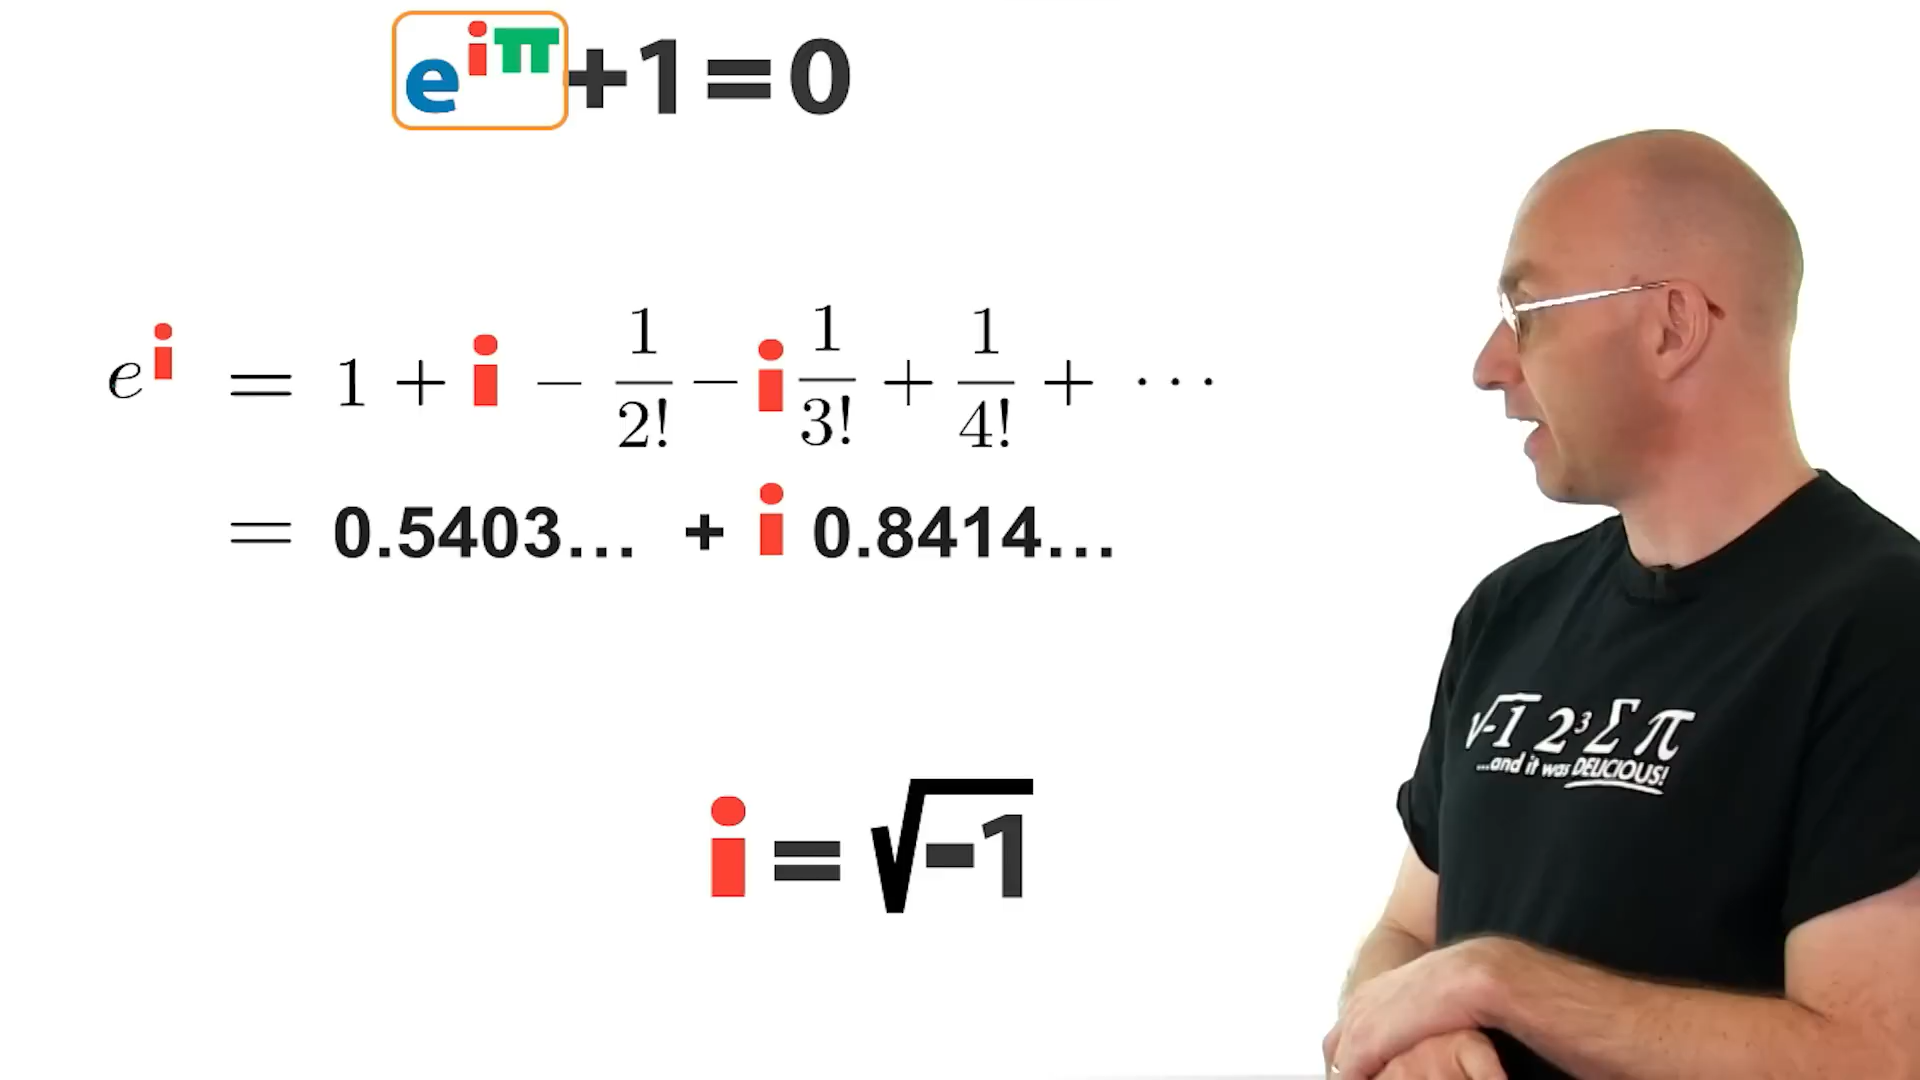 e^{iπ}+1=0
e^i = 1 + i − 1/2! − i 1/3! + 1/4! + ⋯
= 0.5403... + i 0.8414...
i = √-1
√-1 2³ Σ π
...and it was DELICIOUS!